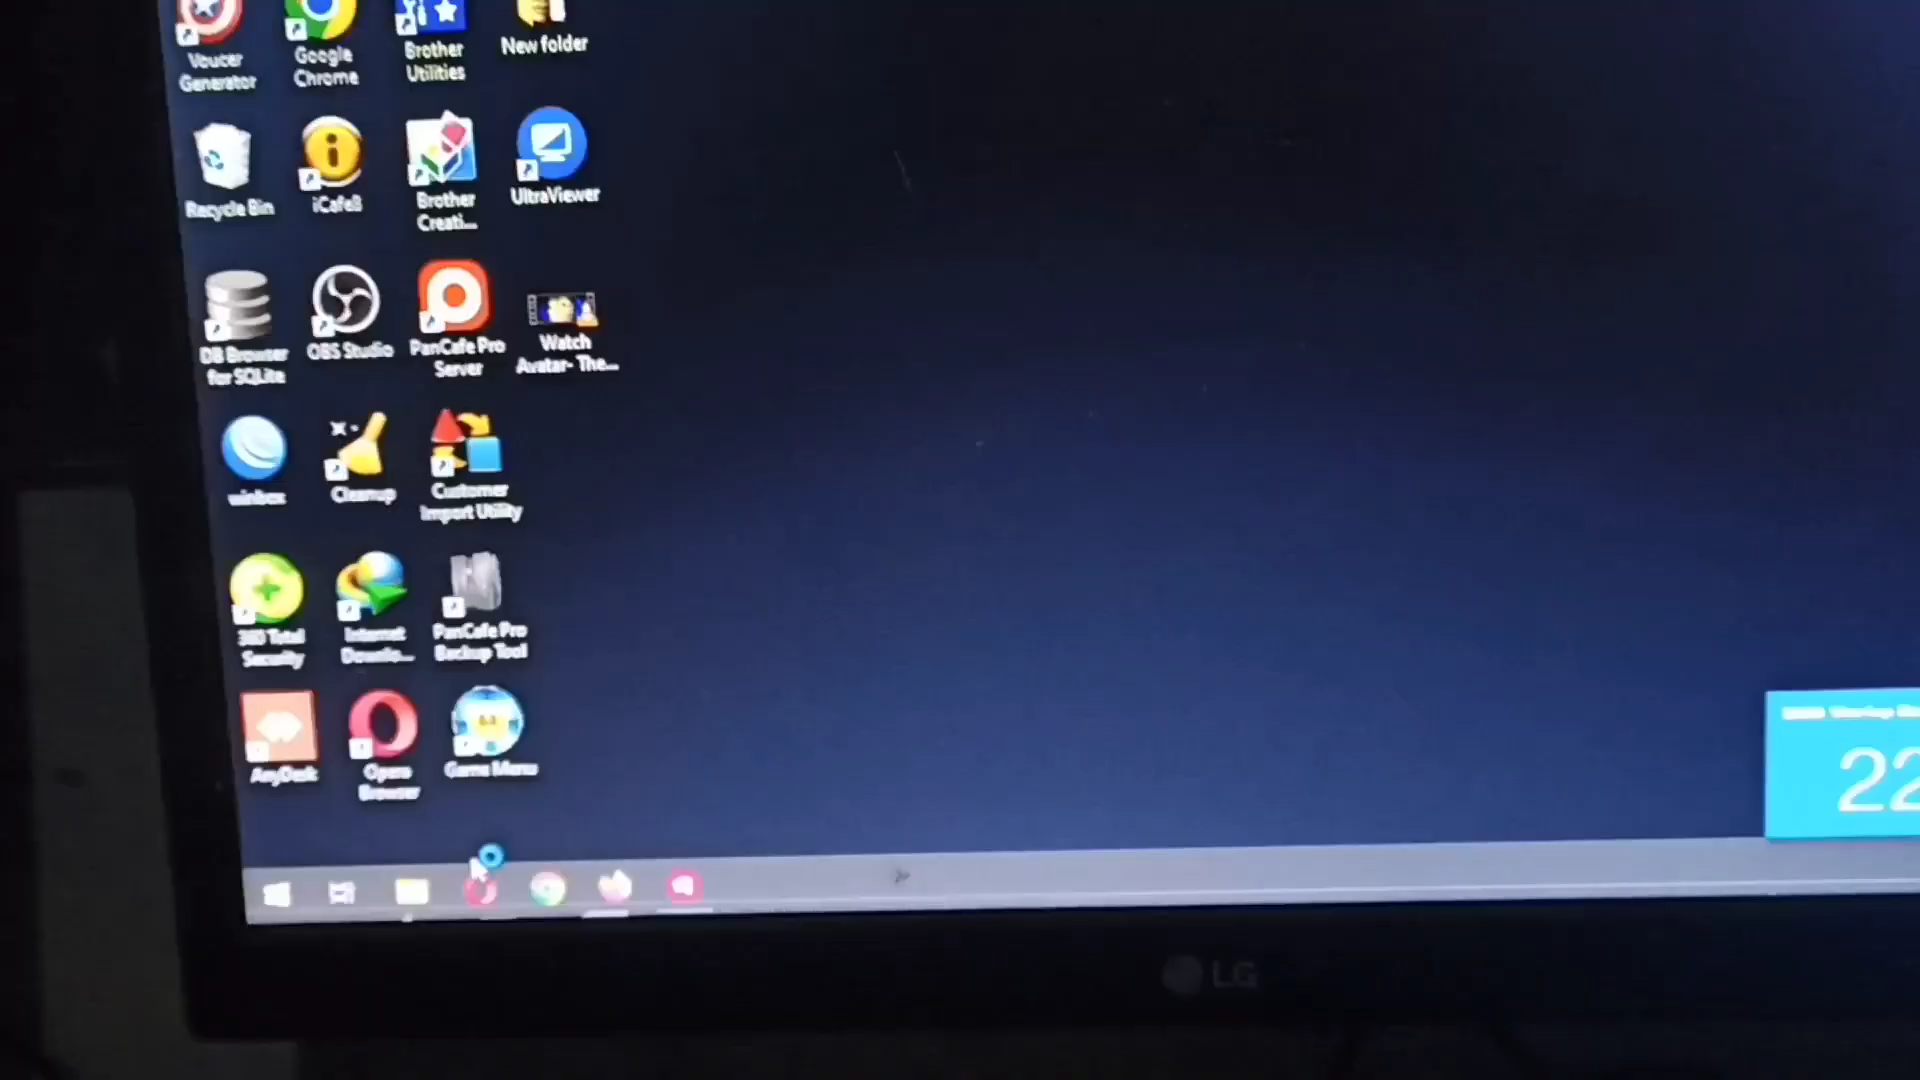 Voucer
Generator
Google
Chrome
Brother
Utilities
New folder
Recycle Bin
iCafe8
Brother
Creati...
UltraViewer
DB Browser
for SQLite
OBS Studio
PanCafe Pro
Server
Watch
Avatar- The...
winbox
Cleanup
Customer
Import Utility
360 Total
Security
Internet
Downlo...
PanCafe Pro
Backup Tool
AnyDesk
Opera
Browser
Game Menu
22
LG